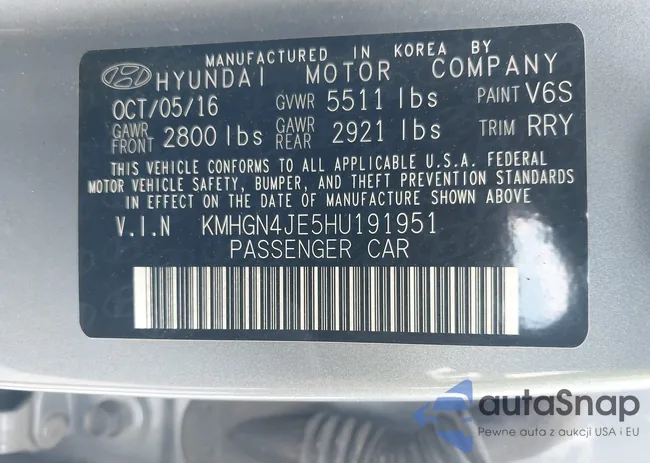 MANUFACTURED IN KOREA BY
HYUNDAI MOTOR COMPANY
OCT/05/16 GVWR 5511 lbs PAINT V6S
GAWR FRONT 2800 lbs GAWR REAR 2921 lbs TRIM RRY
THIS VEHICLE CONFORMS TO ALL APPLICABLE U.S.A. FEDERAL
MOTOR VEHICLE SAFETY, BUMPER, AND THEFT PREVENTION STANDARDS
IN EFFECT ON THE DATE OF MANUFACTURE SHOWN ABOVE.
V.I.N KMHGN4JE5HU191951
PASSENGER CAR
autoSnap
Pewne auto z aukcji USA i EU